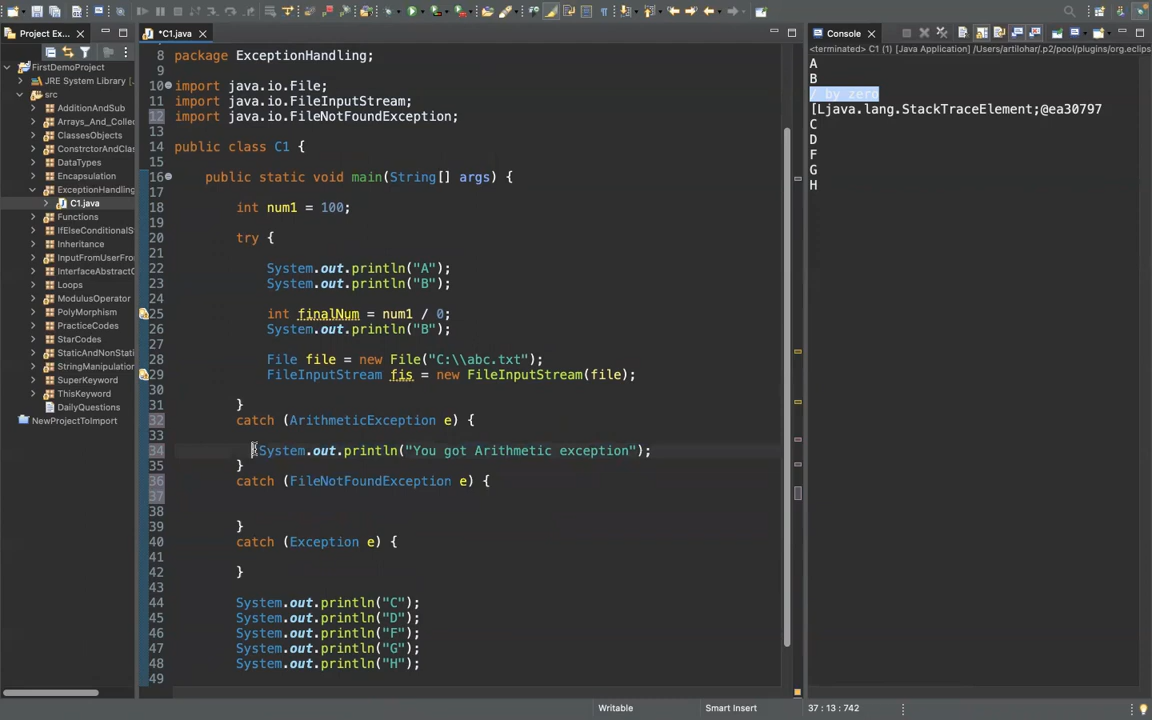 Project Ex...
*C1.java
Console
FirstDemoProject
JRE System Library [
src
AdditionAndSub
Arrays_And_Collec
ClassesObjects
ConstrctorAndClas
DataTypes
Encapsulation
ExceptionHandling
C1.java
Functions
IfElseConditionalS
Inheritance
InputFromUserFro
InterfaceAbstractC
Loops
ModulusOperator
PolyMorphism
PracticeCodes
StarCodes
StaticAndNonStati
StringManipulation
SuperKeyword
ThisKeyword
DailyQuestions
NewProjectToImport
8 package ExceptionHandling;
9
10 import java.io.File;
11 import java.io.FileInputStream;
12 import java.io.FileNotFoundException;
13
14 public class C1 {
15
16 public static void main(String[] args) {
17
18 int num1 = 100;
19
20 try {
21
22 System.out.println("A");
23 System.out.println("B");
24
25 int finalNum = num1 / 0;
26 System.out.println("B");
27
28 File file = new File("C:\\abc.txt");
29 FileInputStream fis = new FileInputStream(file);
30
31 }
32 catch (ArithmeticException e) {
33
34 System.out.println("You got Arithmetic exception");
35 }
36 catch (FileNotFoundException e) {
37
38
39 }
40 catch (Exception e) {
41
42 }
43
44 System.out.println("C");
45 System.out.println("D");
46 System.out.println("F");
47 System.out.println("G");
48 System.out.println("H");
49
<terminated> C1 [Java Application] /Users/artilohar/.p2/pool/plugins/org.eclips
A
B
/ by zero
[Ljava.lang.StackTraceElement;@ea30797
C
D
F
G
H
Writable
Smart Insert
37 : 13 : 742